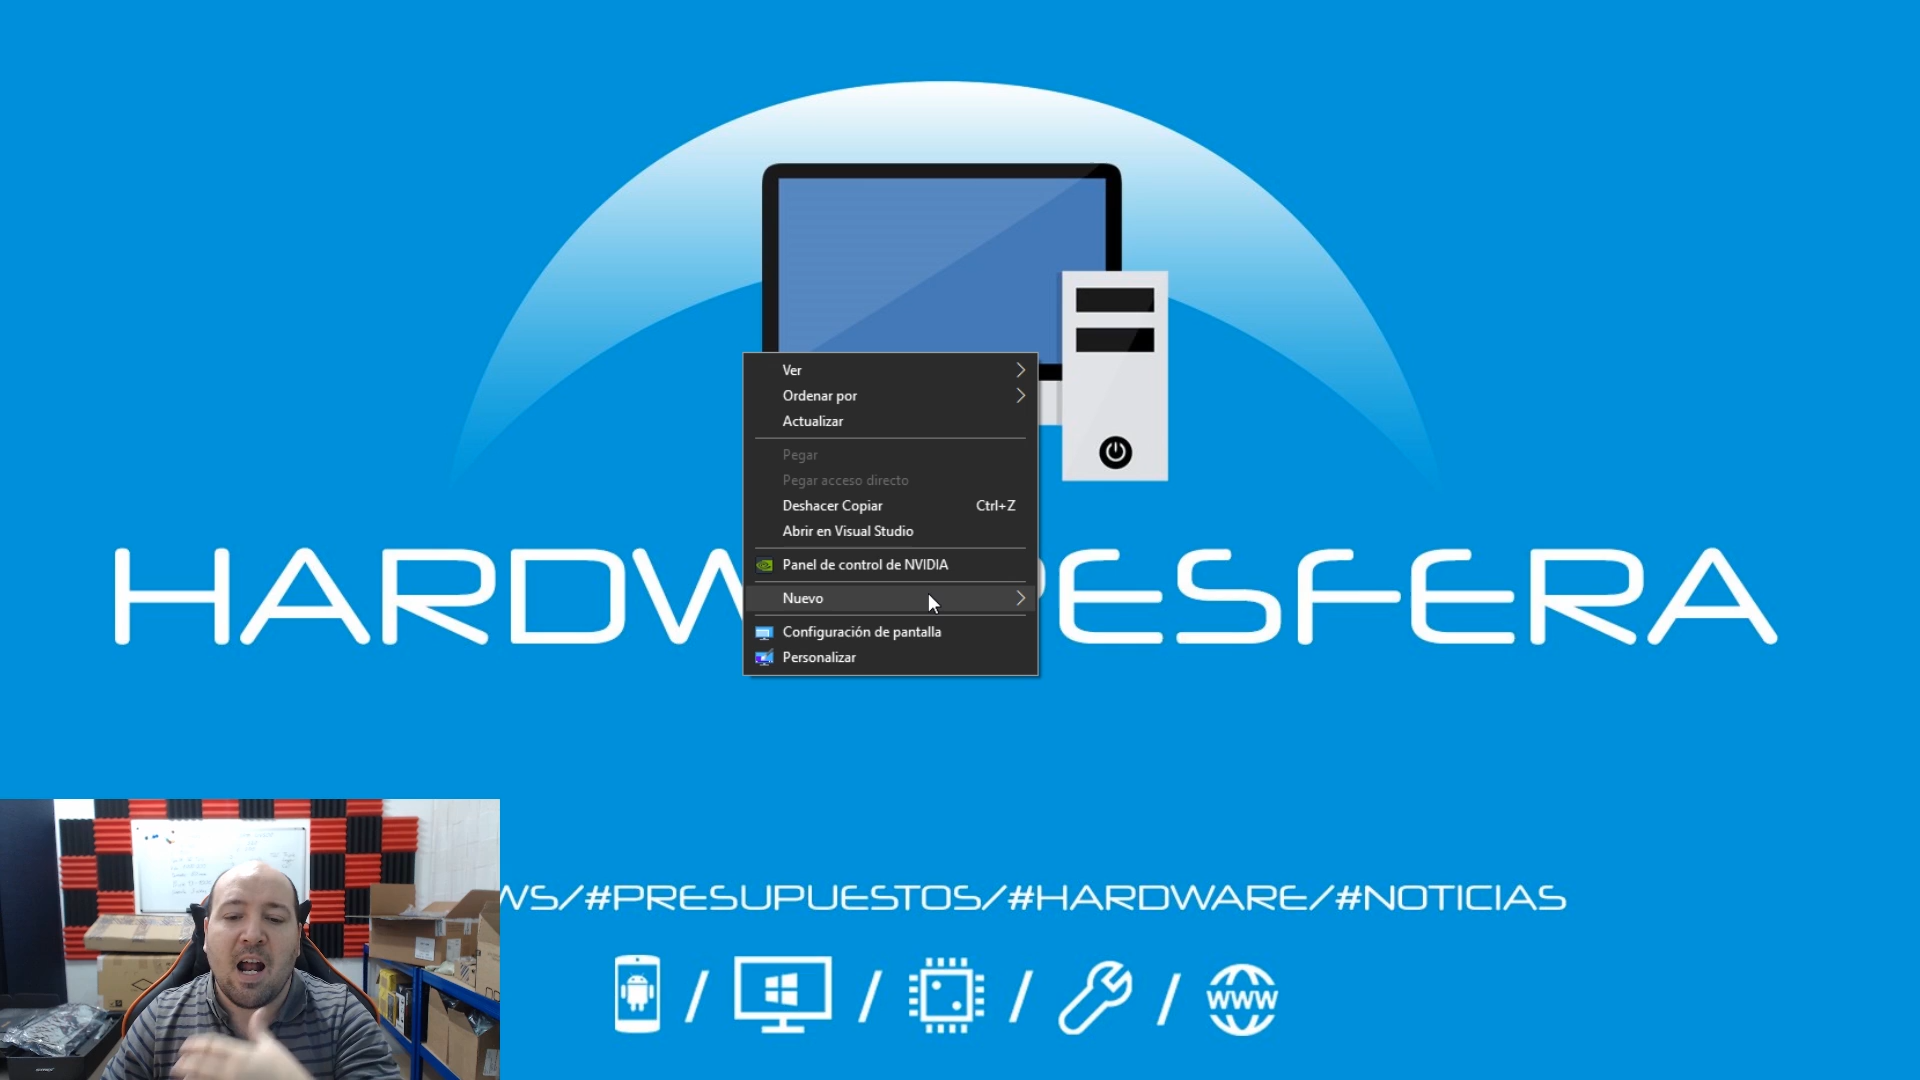 Ver
Ordenar por
Actualizar
Pegar
Pegar acceso directo
Deshacer Copiar Ctrl+Z
Abrir en Visual Studio
Panel de control de NVIDIA
Nuevo
Configuración de pantalla
Personalizar
HARDW ESFERA
WS/#PRESUPUESTOS/#HARDWARE/#NOTICIAS
WWW